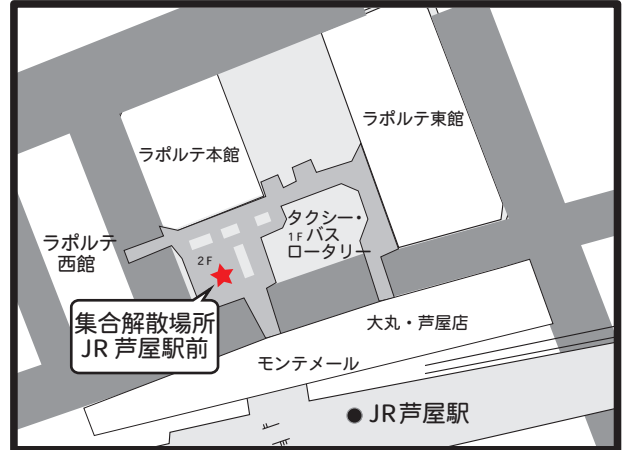 ラポルテ東館
ラポルテ本館
タクシー・
1Fバス
ロータリー
ラポルテ
西館
2F
集合解散場所
JR 芦屋駅前
大丸・芦屋店
モンテメール
JR芦屋駅